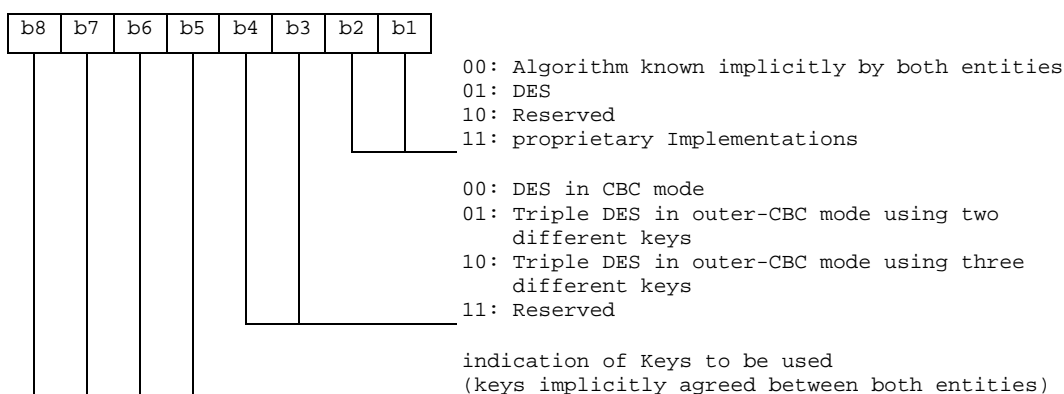 b8 b7 b6 b5 b4 b3 b2 b1
00: Algorithm known implicitly by both entities
01: DES
10: Reserved
11: proprietary Implementations
00: DES in CBC mode
01: Triple DES in outer-CBC mode using two
different keys
10: Triple DES in outer-CBC mode using three
different keys
11: Reserved
indication of Keys to be used
(keys implicitly agreed between both entities)